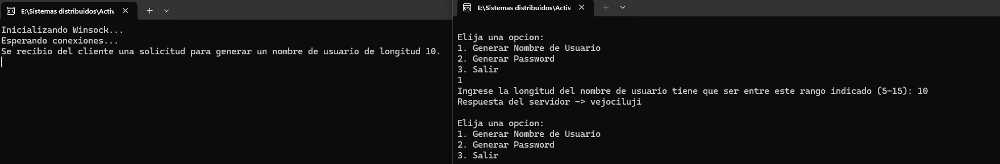 E:\Sistemas distribuidos\Activ
Inicializando Winsock...
Esperando conexiones...
Se recibio del cliente una solicitud para generar un nombre de usuario de longitud 10.
E:\Sistemas distribuidos\Activ
Elija una opcion:
1. Generar Nombre de Usuario
2. Generar Password
3. Salir
1
Ingrese la longitud del nombre de usuario tiene que ser entre este rango indicado (5-15): 10
Respuesta del servidor -> vejociluji
Elija una opcion:
1. Generar Nombre de Usuario
2. Generar Password
3. Salir